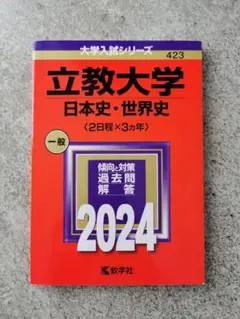 大学入試シリーズ
423
立教大学
日本史・世界史
〈2日程×3カ年〉
一般
傾向と対策
過去問
解答
2024
教学社